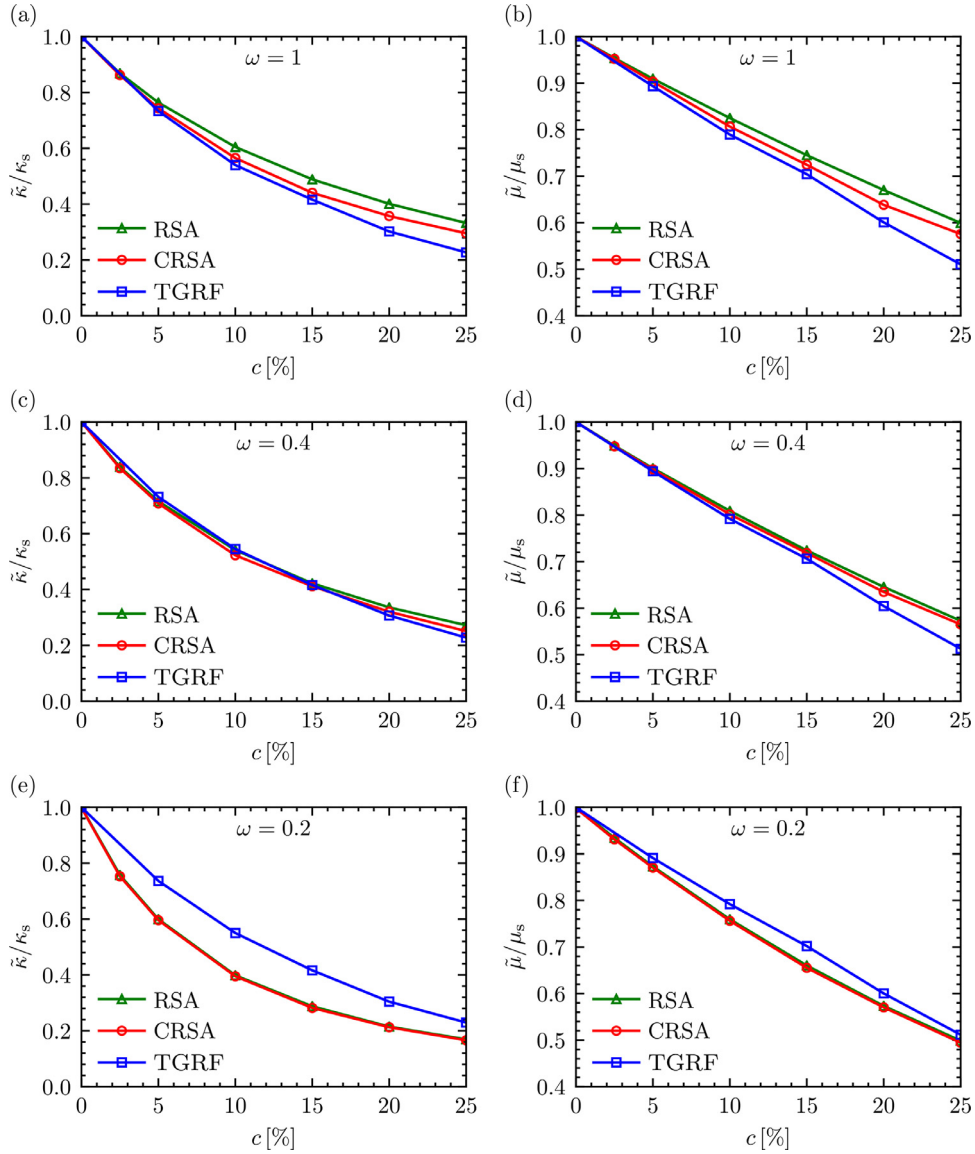 (a)
ω = 1
κ̃/κₛ
1.0
0.8
0.6
0.4
0.2
0.0
RSA
CRSA
TGRF
0 5 10 15 20 25
c [%]
(b)
ω = 1
μ̃/μₛ
1.0
0.9
0.8
0.7
0.6
0.5
0.4
RSA
CRSA
TGRF
0 5 10 15 20 25
c [%]
(c)
ω = 0.4
κ̃/κₛ
1.0
0.8
0.6
0.4
0.2
0.0
RSA
CRSA
TGRF
0 5 10 15 20 25
c [%]
(d)
ω = 0.4
μ̃/μₛ
1.0
0.9
0.8
0.7
0.6
0.5
0.4
RSA
CRSA
TGRF
0 5 10 15 20 25
c [%]
(e)
ω = 0.2
κ̃/κₛ
1.0
0.8
0.6
0.4
0.2
0.0
RSA
CRSA
TGRF
0 5 10 15 20 25
c [%]
(f)
ω = 0.2
μ̃/μₛ
1.0
0.9
0.8
0.7
0.6
0.5
0.4
RSA
CRSA
TGRF
0 5 10 15 20 25
c [%]